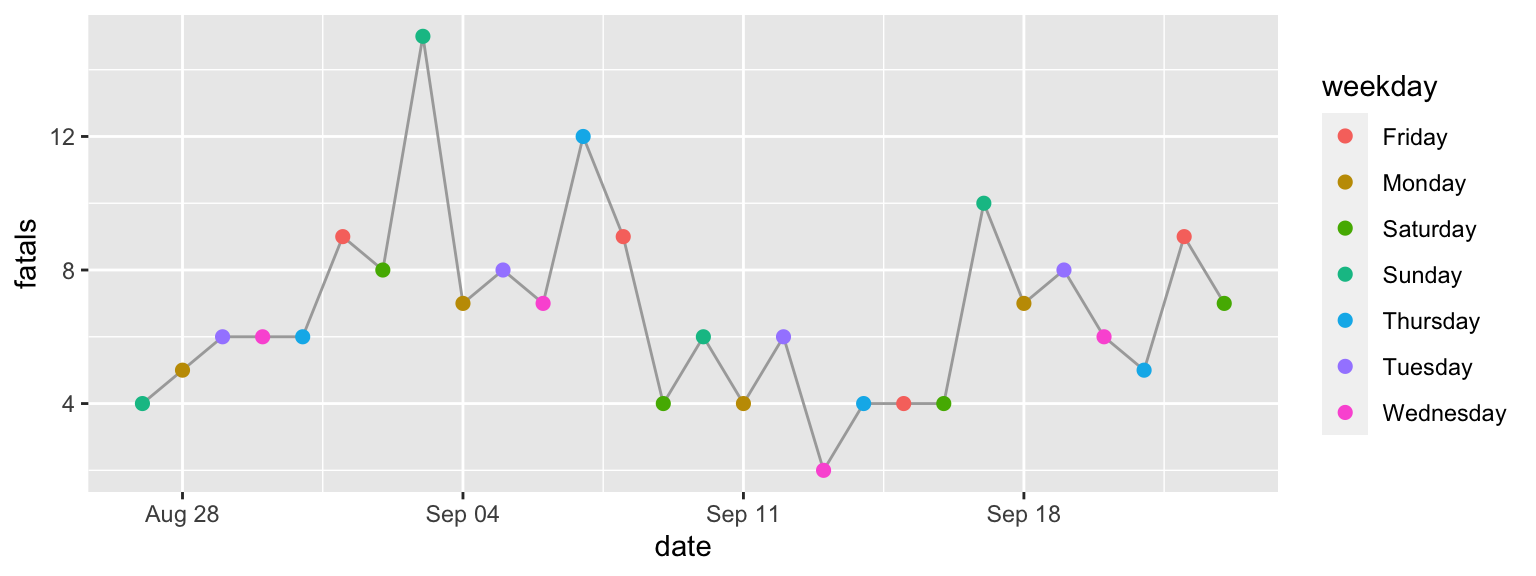 fatals
12
8
4
Aug 28
Sep 04
Sep 11
Sep 18
date
weekday
Friday
Monday
Saturday
Sunday
Thursday
Tuesday
Wednesday